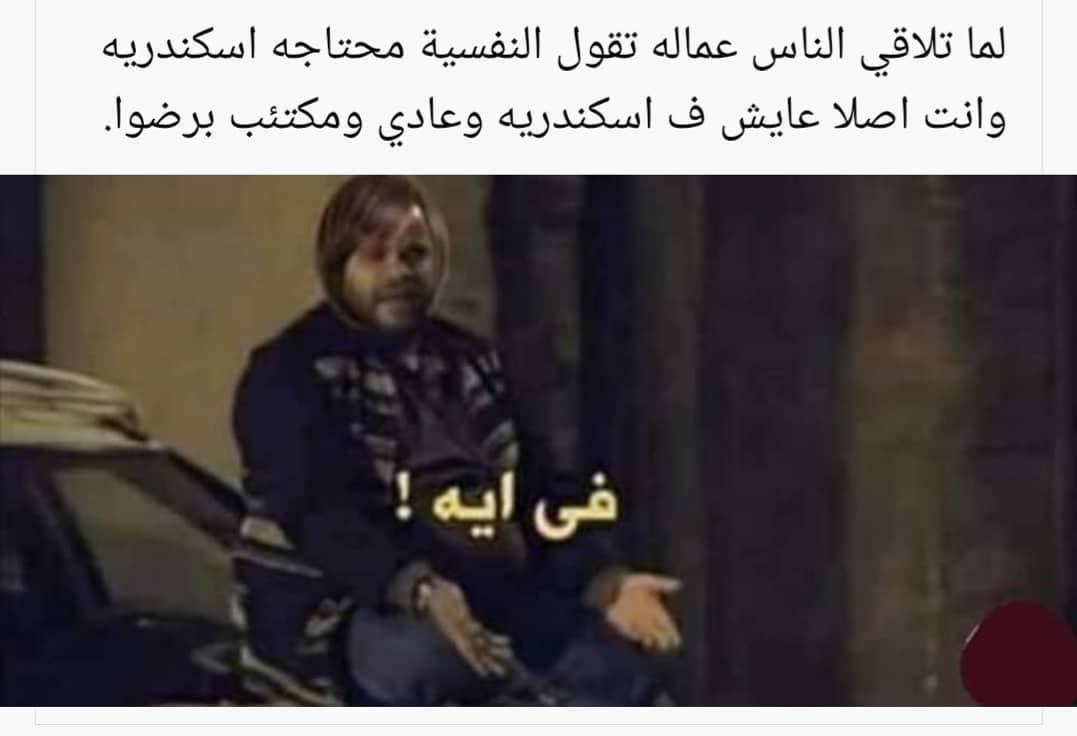 لما تلاقي الناس عماله تقول النفسية محتاجه اسكندريه
وانت اصلا عايش ف اسكندريه وعادي ومكتئب برضوا.
فى ايه !